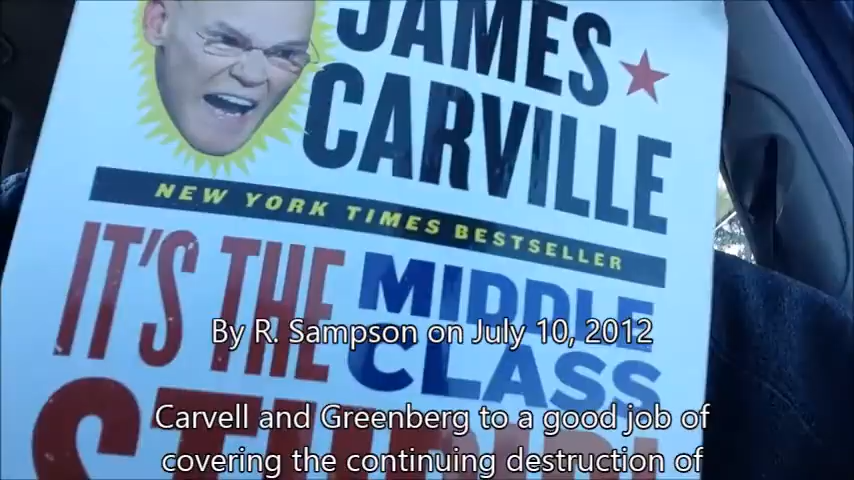 JAMES
CARVILLE
NEW YORK TIMES BESTSELLER
IT'S THE MIDDLE
CLASS
By R. Sampson on July 10, 2012
Carvell and Greenberg to a good job of
covering the continuing destruction of